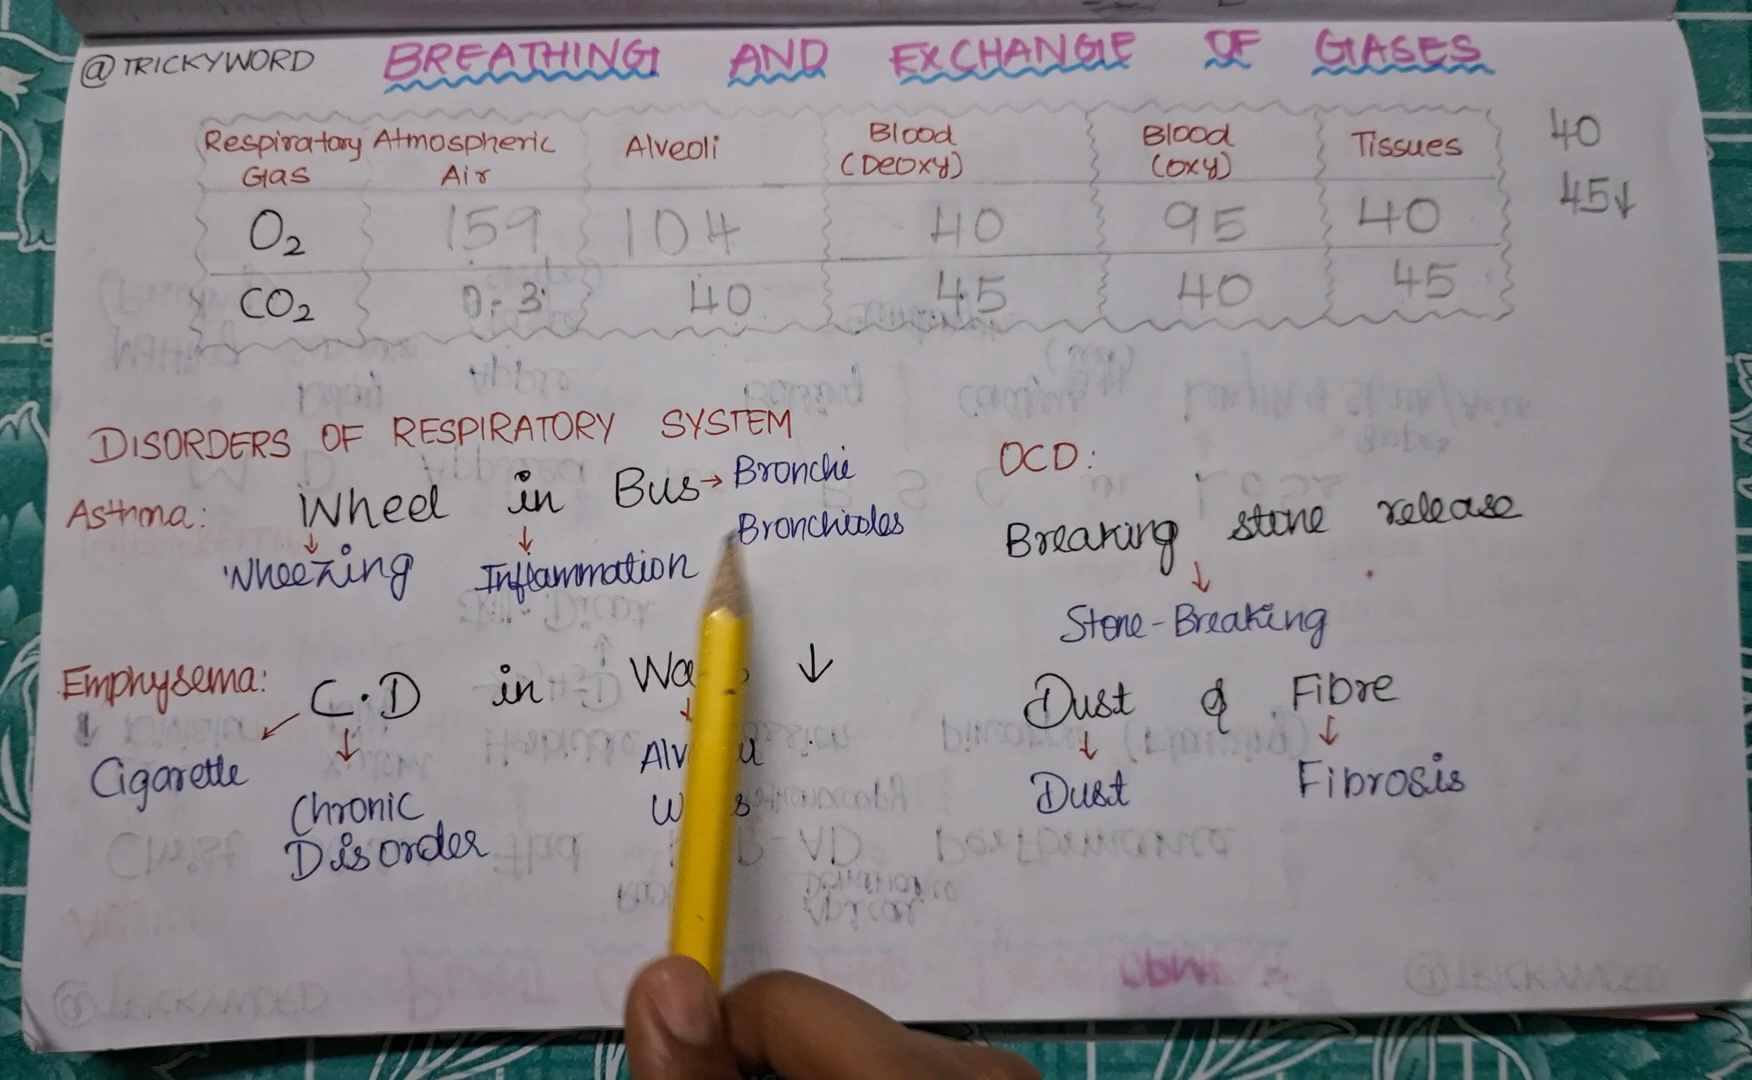 @TRICKYWORD BREATHING AND EXCHANGE OF GASES
Respiratory Gas Atmospheric Air Alveoli Blood (Deoxy) Blood (oxy) Tissues 40
O2 159 104 40 95 40 45↓
CO2 0.3 40 45 40 45
DISORDERS OF RESPIRATORY SYSTEM
Asthma: Wheel in Bus → Bronchi
Bronchioles
Wheezing Inflammation
Emphysema: C.D in ↓
Cigarette
Chronic
Disorder
OCD:
Breaking stone release
Stone-Breaking
Dust & Fibre
Dust Fibrosis